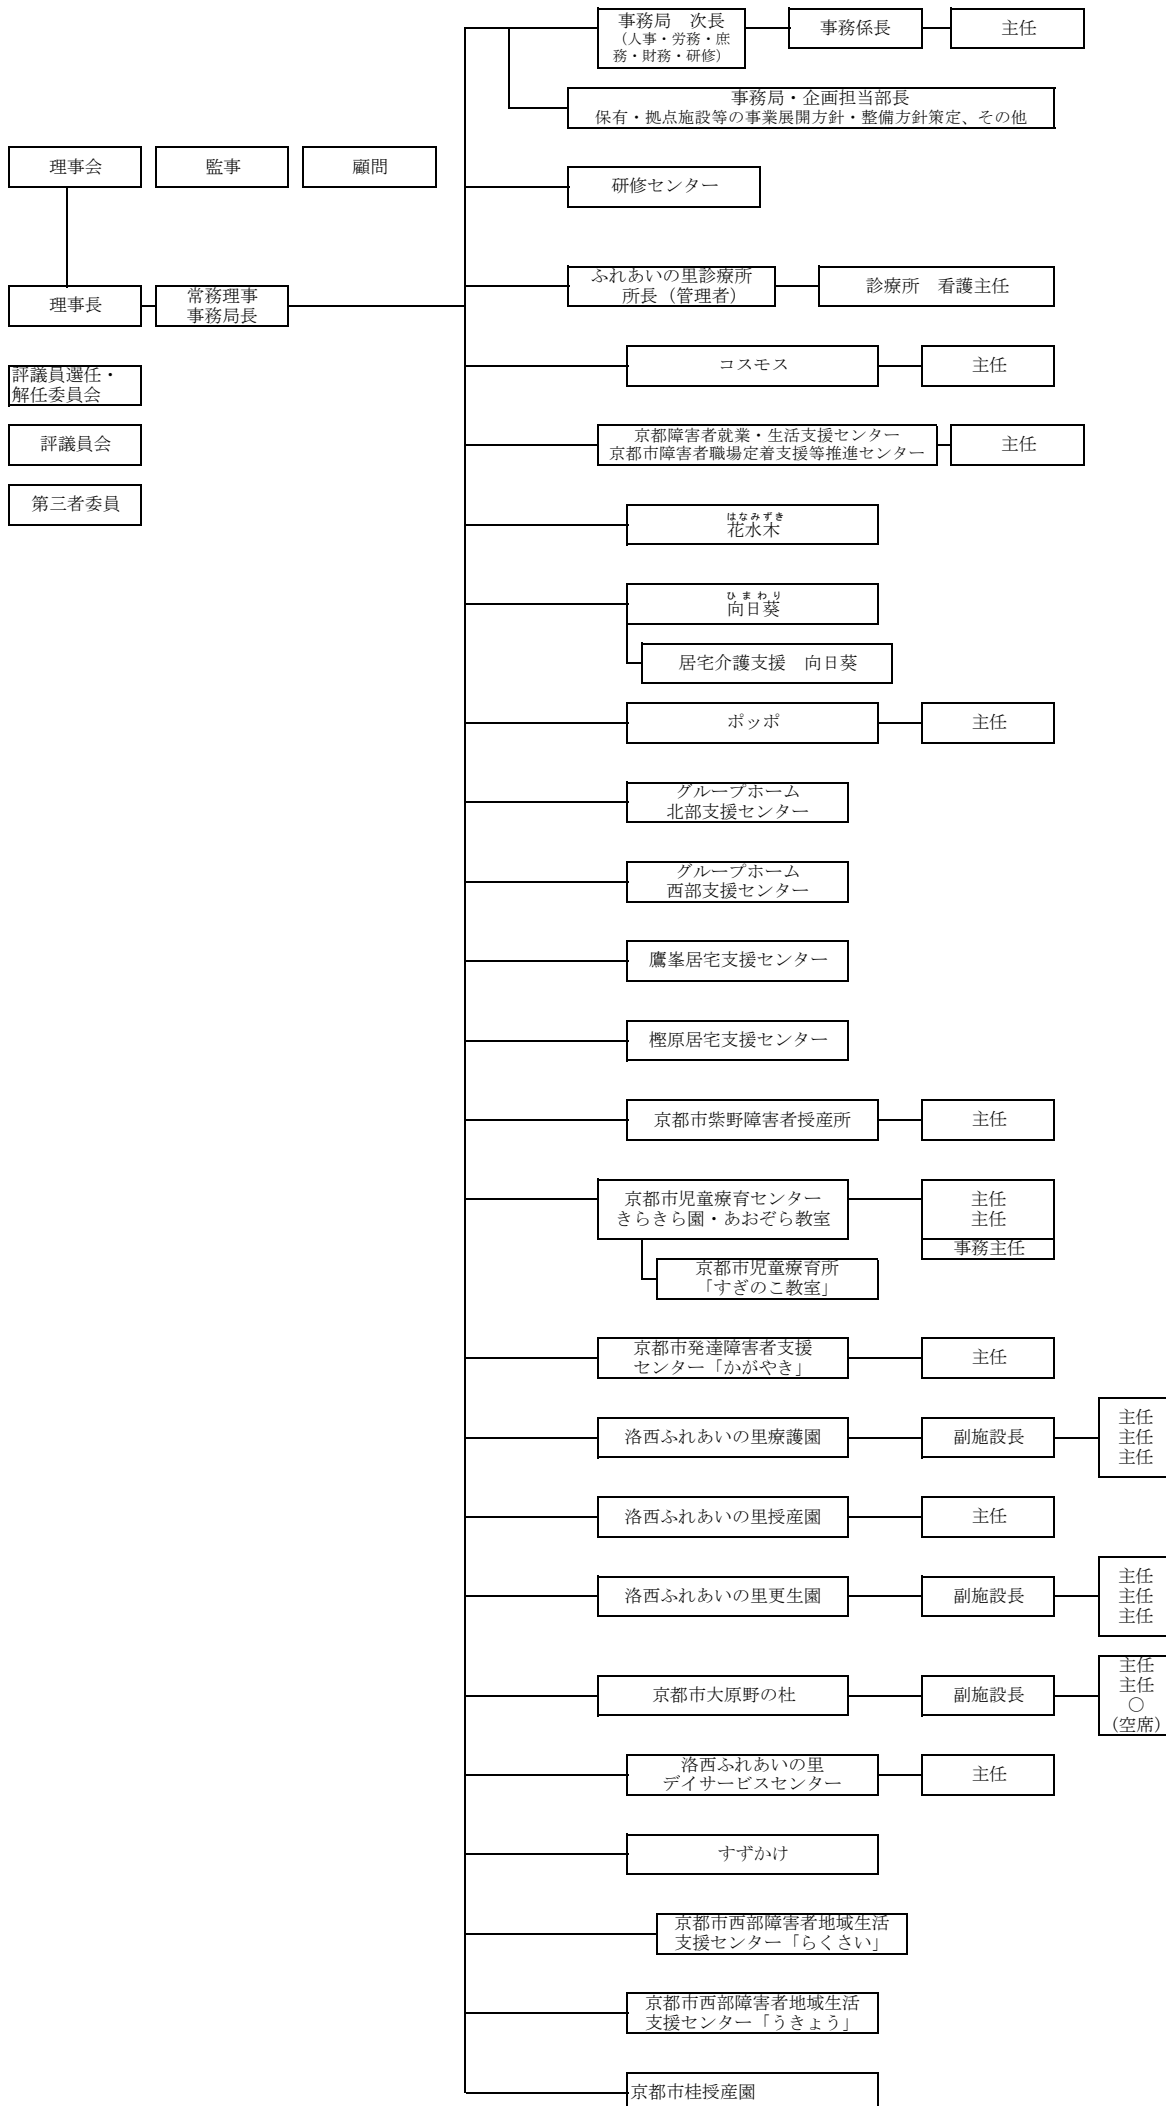 事務局　次長
（人事・労務・庶
務・財務・研修）
事務係長
主任
事務局・企画担当部長
保有・拠点施設等の事業展開方針・整備方針策定、その他
理事会
監事
顧問
研修センター
ふれあいの里診療所
所長（管理者）
診療所　看護主任
理事長
常務理事
事務局長
コスモス
主任
評議員選任・
解任委員会
評議員会
京都障害者就業・生活支援センター
京都市障害者職場定着支援等推進センター
主任
第三者委員
はなみずき
花水木
ひまわり
向日葵
居宅介護支援　向日葵
ポッポ
主任
グループホーム
北部支援センター
グループホーム
西部支援センター
鷹峯居宅支援センター
樫原居宅支援センター
京都市紫野障害者授産所
主任
京都市児童療育センター
きらきら園・あおぞら教室
主任
主任
事務主任
京都市児童療育所
「すぎのこ教室」
京都市発達障害者支援
センター「かがやき」
主任
洛西ふれあいの里療護園
副施設長
主任
主任
主任
洛西ふれあいの里授産園
主任
洛西ふれあいの里更生園
副施設長
主任
主任
主任
京都市大原野の杜
副施設長
主任
主任
○
（空席）
洛西ふれあいの里
デイサービスセンター
主任
すずかけ
京都市西部障害者地域生活
支援センター「らくさい」
京都市西部障害者地域生活
支援センター「うきょう」
京都市桂授産園